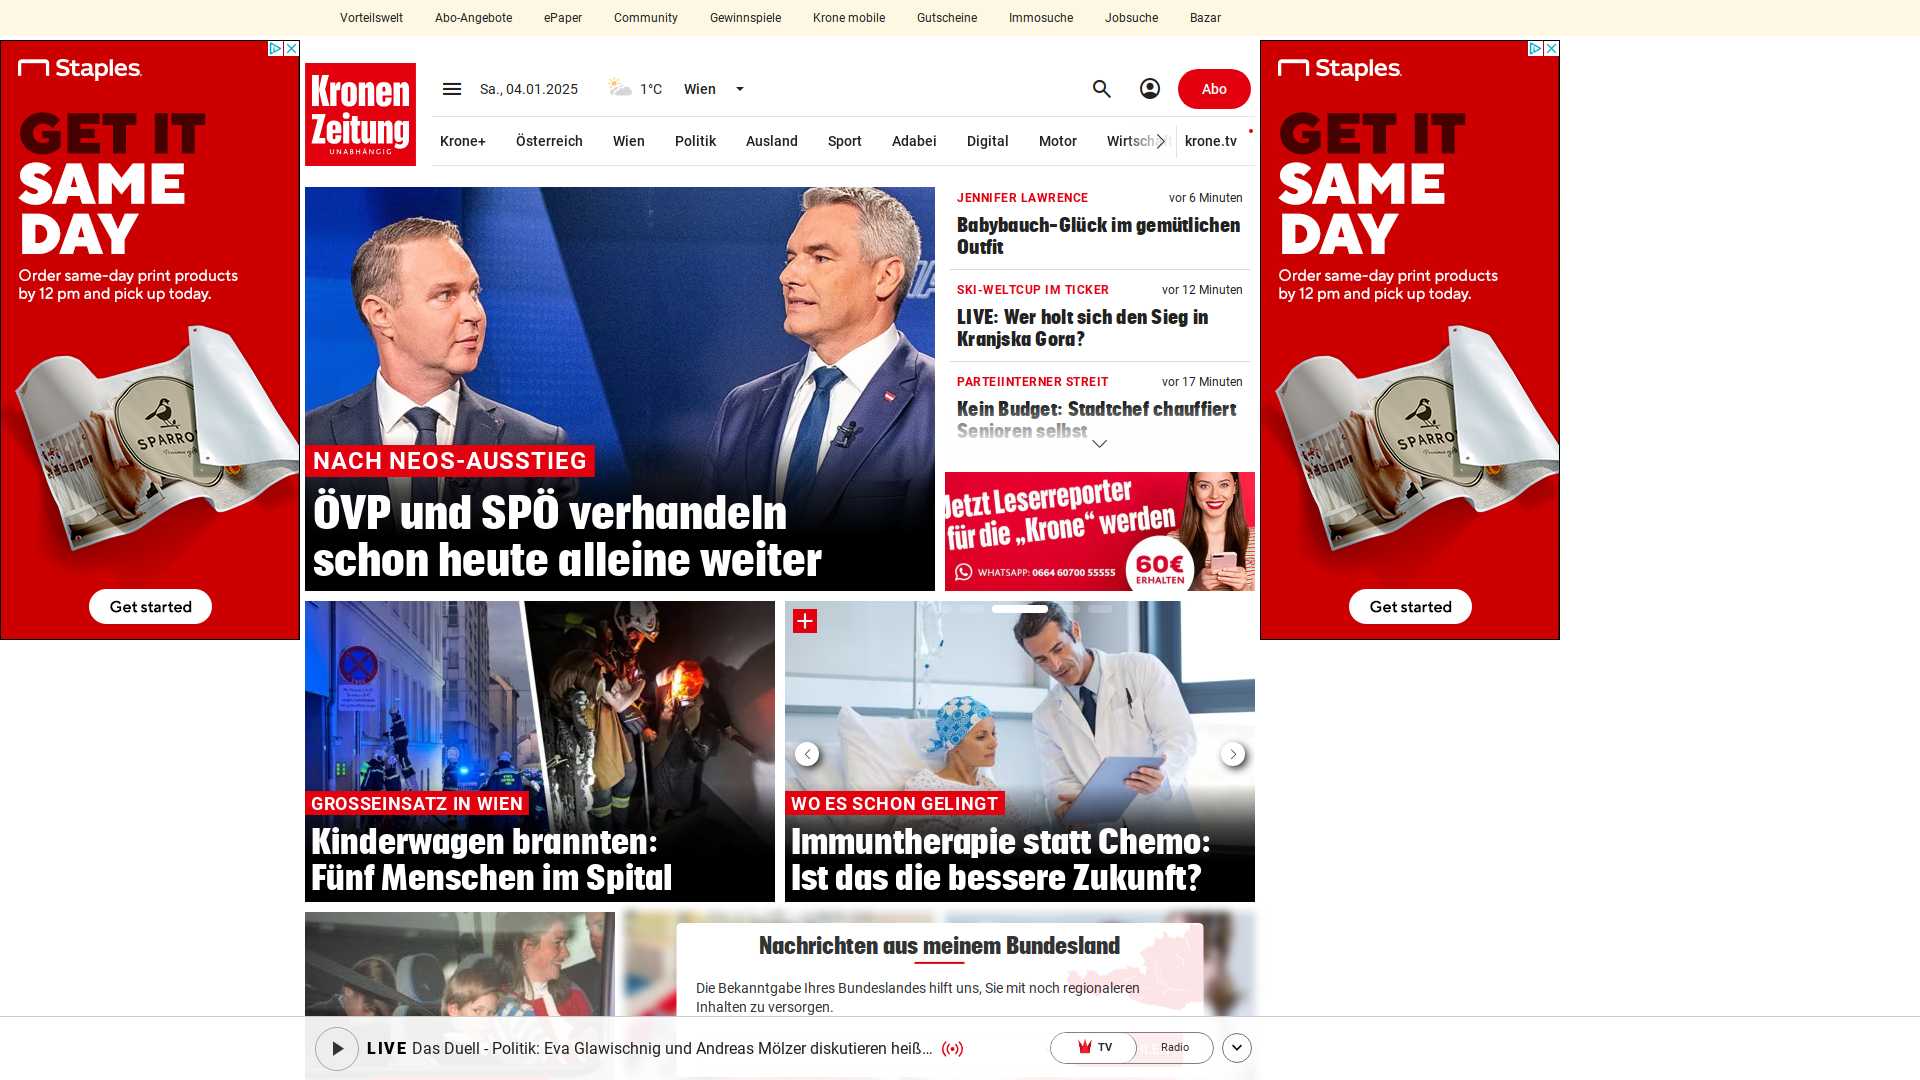 Vorteilswelt Abo-Angebote ePaper Community Gewinnspiele Krone mobile Gutscheine Immosuche Jobsuche Bazar
Staples
GET IT
SAME
DAY
Order same-day print products
by 12 pm and pick up today.
SPARRO
Get started
Kronen
Zeitung
UNABHÄNGIG
Sa., 04.01.2025 1°C Wien
Abo
Krone+ Österreich Wien Politik Ausland Sport Adabei Digital Motor Wirtsch krone.tv
NACH NEOS-AUSSTIEG
ÖVP und SPÖ verhandeln
schon heute alleine weiter
JENNIFER LAWRENCE vor 6 Minuten
Babybauch-Glück im gemütlichen
Outfit
SKI-WELTCUP IM TICKER vor 12 Minuten
LIVE: Wer holt sich den Sieg in
Kranjska Gora?
PARTEIINTERNER STREIT vor 17 Minuten
Kein Budget: Stadtchef chauffiert
Senioren selbst
Jetzt Leserreporter
für die „Krone“ werden
WHATSAPP: 0664 60700 55555
60€
ERHALTEN
GROSSEINSATZ IN WIEN
Kinderwagen brannten:
Fünf Menschen im Spital
WO ES SCHON GELINGT
Immuntherapie statt Chemo:
Ist das die bessere Zukunft?
Nachrichten aus meinem Bundesland
Die Bekanntgabe Ihres Bundeslandes hilft uns, Sie mit noch regionaleren
Inhalten zu versorgen.
LIVE Das Duell - Politik: Eva Glawischnig und Andreas Mölzer diskutieren heiß...
TV Radio
Staples
GET IT
SAME
DAY
Order same-day print products
by 12 pm and pick up today.
SPARRO
Get started